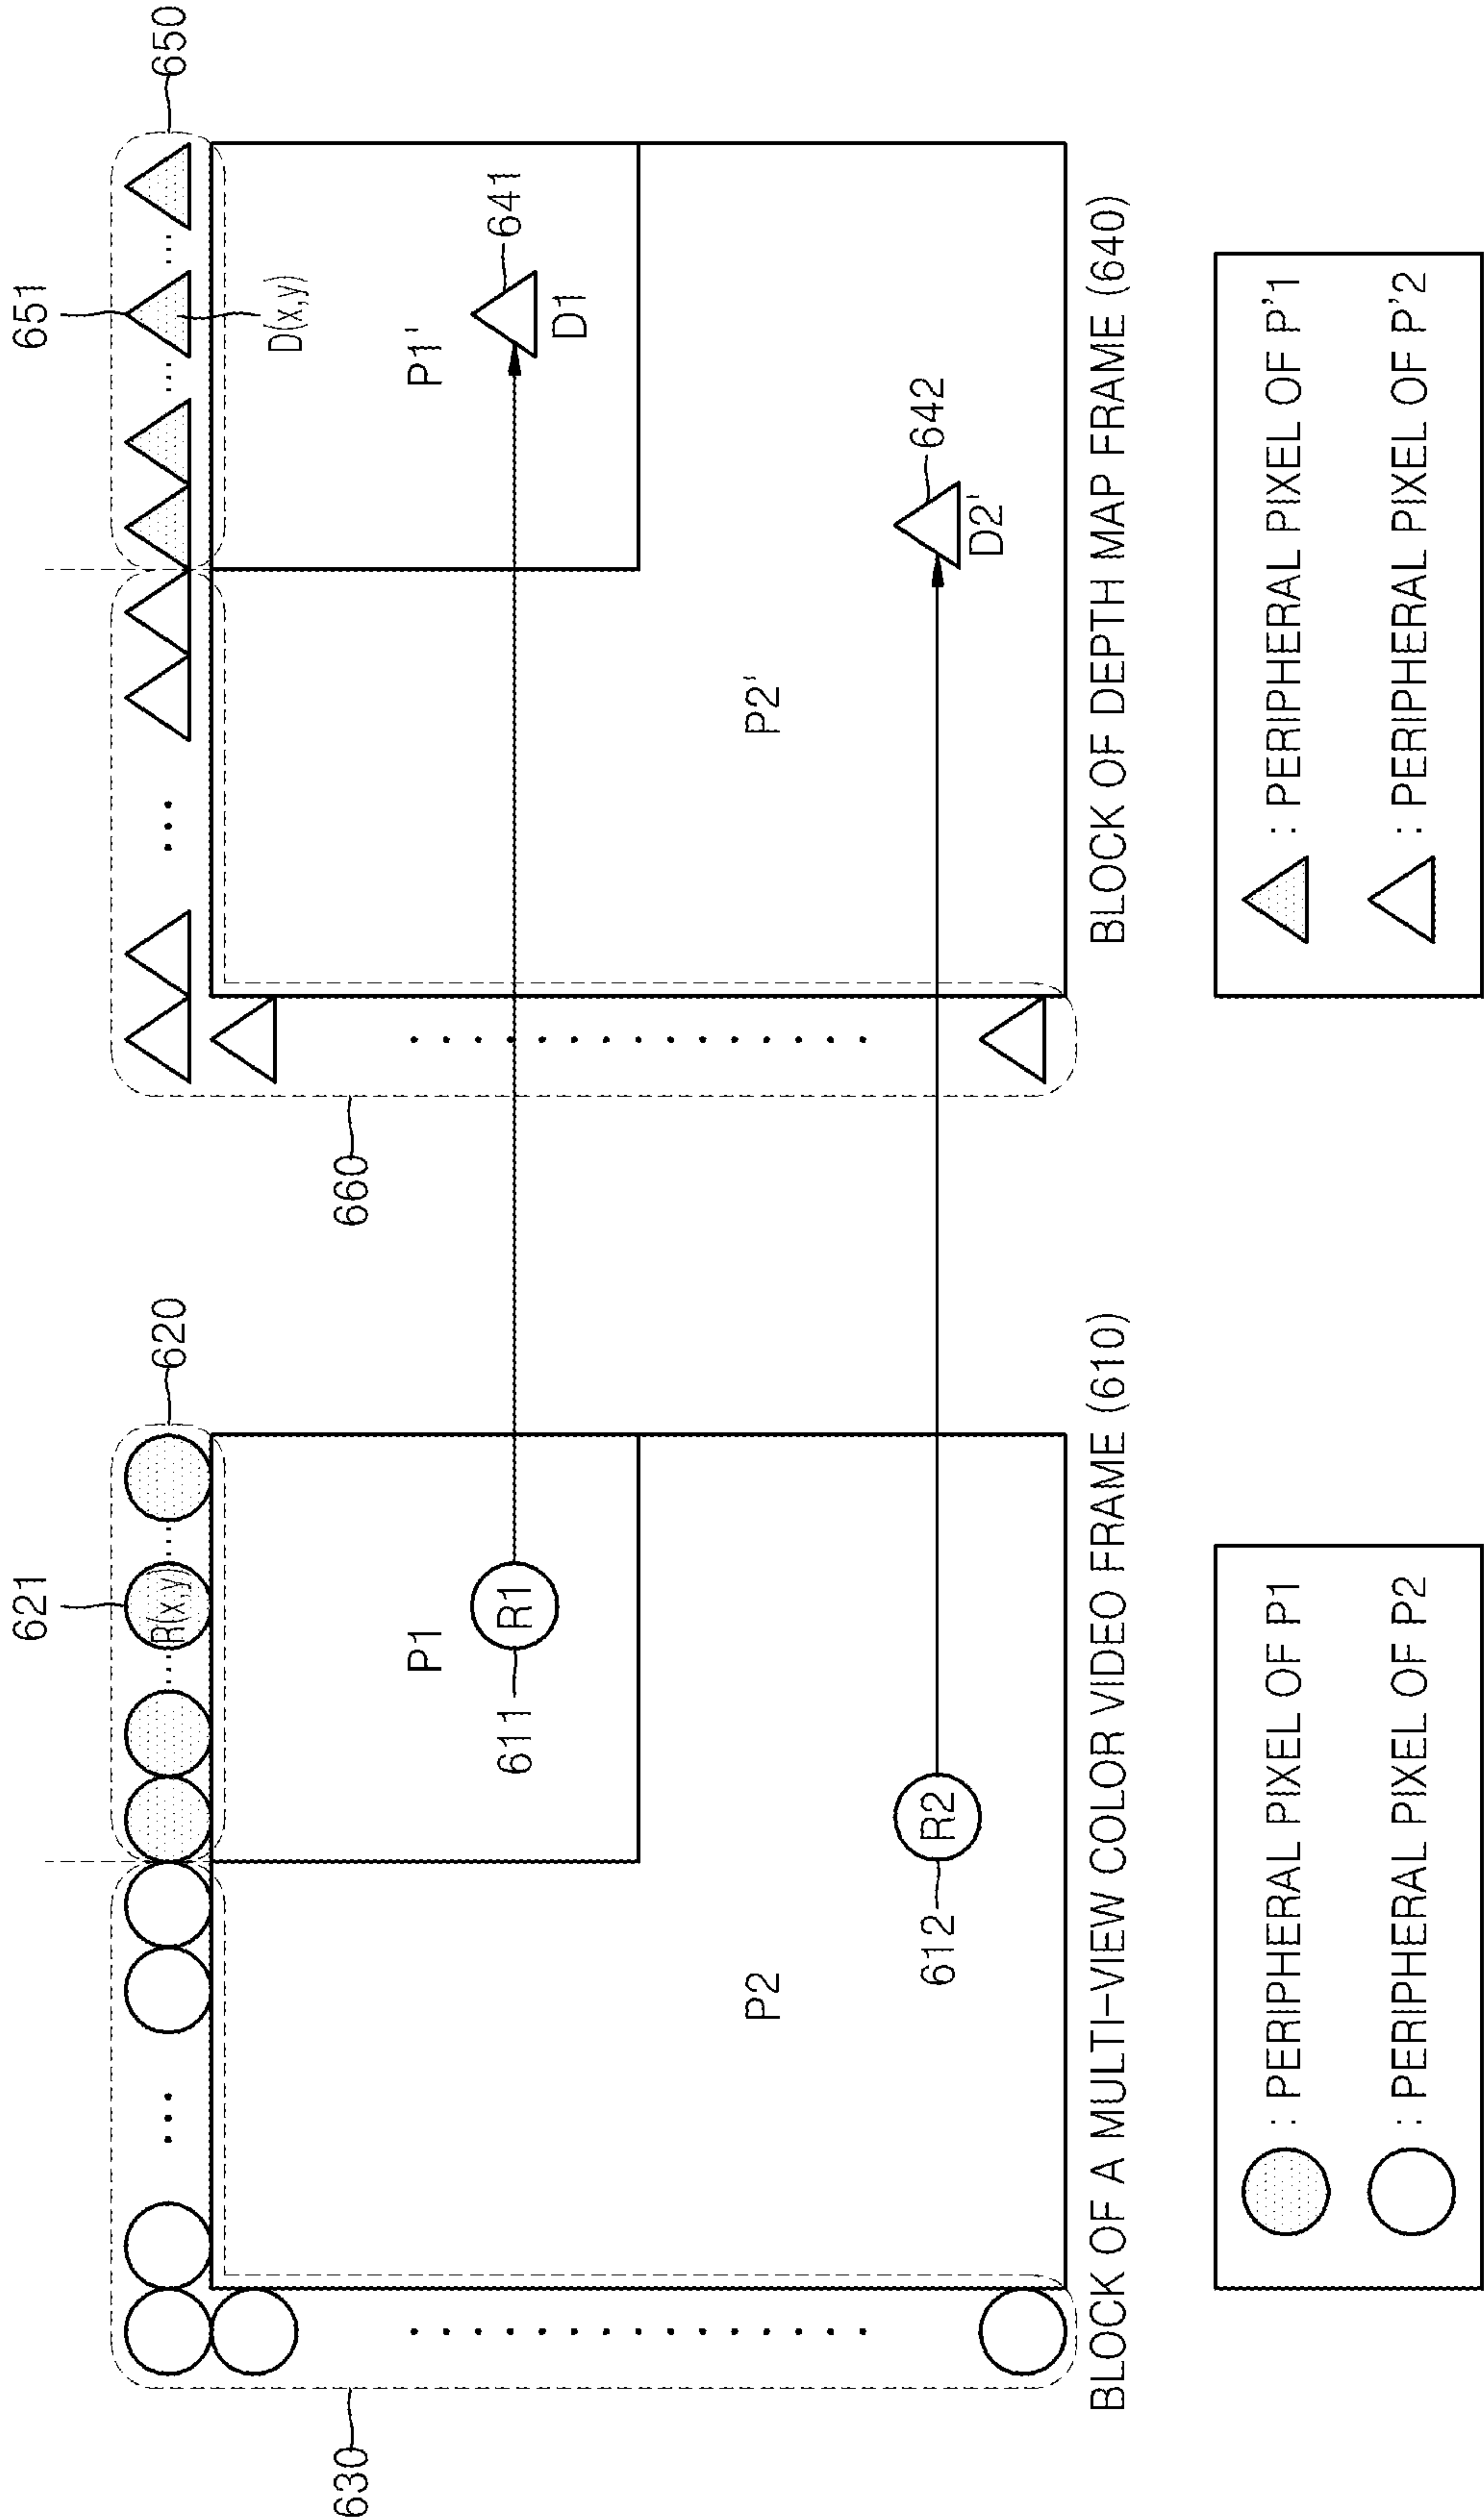 621
651
620
650
R(x,y)
D(x,y)
630
660
P1
P1'
611
R1
641
D1
P2
P2'
612
R2
642
D2'
BLOCK OF A MULTI-VIEW COLOR VIDEO FRAME (610)
BLOCK OF DEPTH MAP FRAME (640)
: PERIPHERAL PIXEL OF P1
: PERIPHERAL PIXEL OF P2
: PERIPHERAL PIXEL OF P'1
: PERIPHERAL PIXEL OF P'2